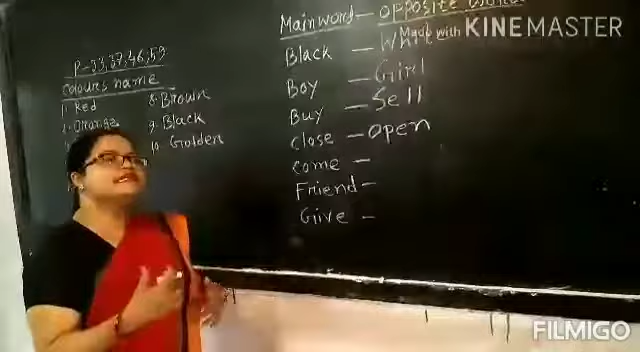 P-33,37,46,59
Colours name
1. Red
2. Orange
8. Brown
9. Black
10. Golden
Mainword — opposite
Black — White
Boy — Girl
Buy — Sell
Close — open
Come —
Friend —
Give —
Made with KINEMASTER
FILMIGO